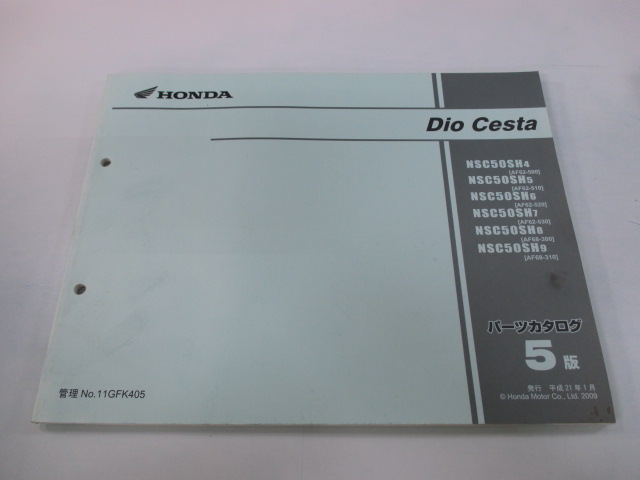 HONDA
Dio Cesta
NSC50SH4
[AF62-500]
NSC50SH5
[AF62-510]
NSC50SH6
[AF62-520]
NSC50SH7
[AF62-530]
NSC50SH8
[AF68-300]
NSC50SH9
[AF68-310]
パーツカタログ
5版
発行 平成21年1月
© Honda Motor Co., Ltd. 2009
管理 No.11GFK405